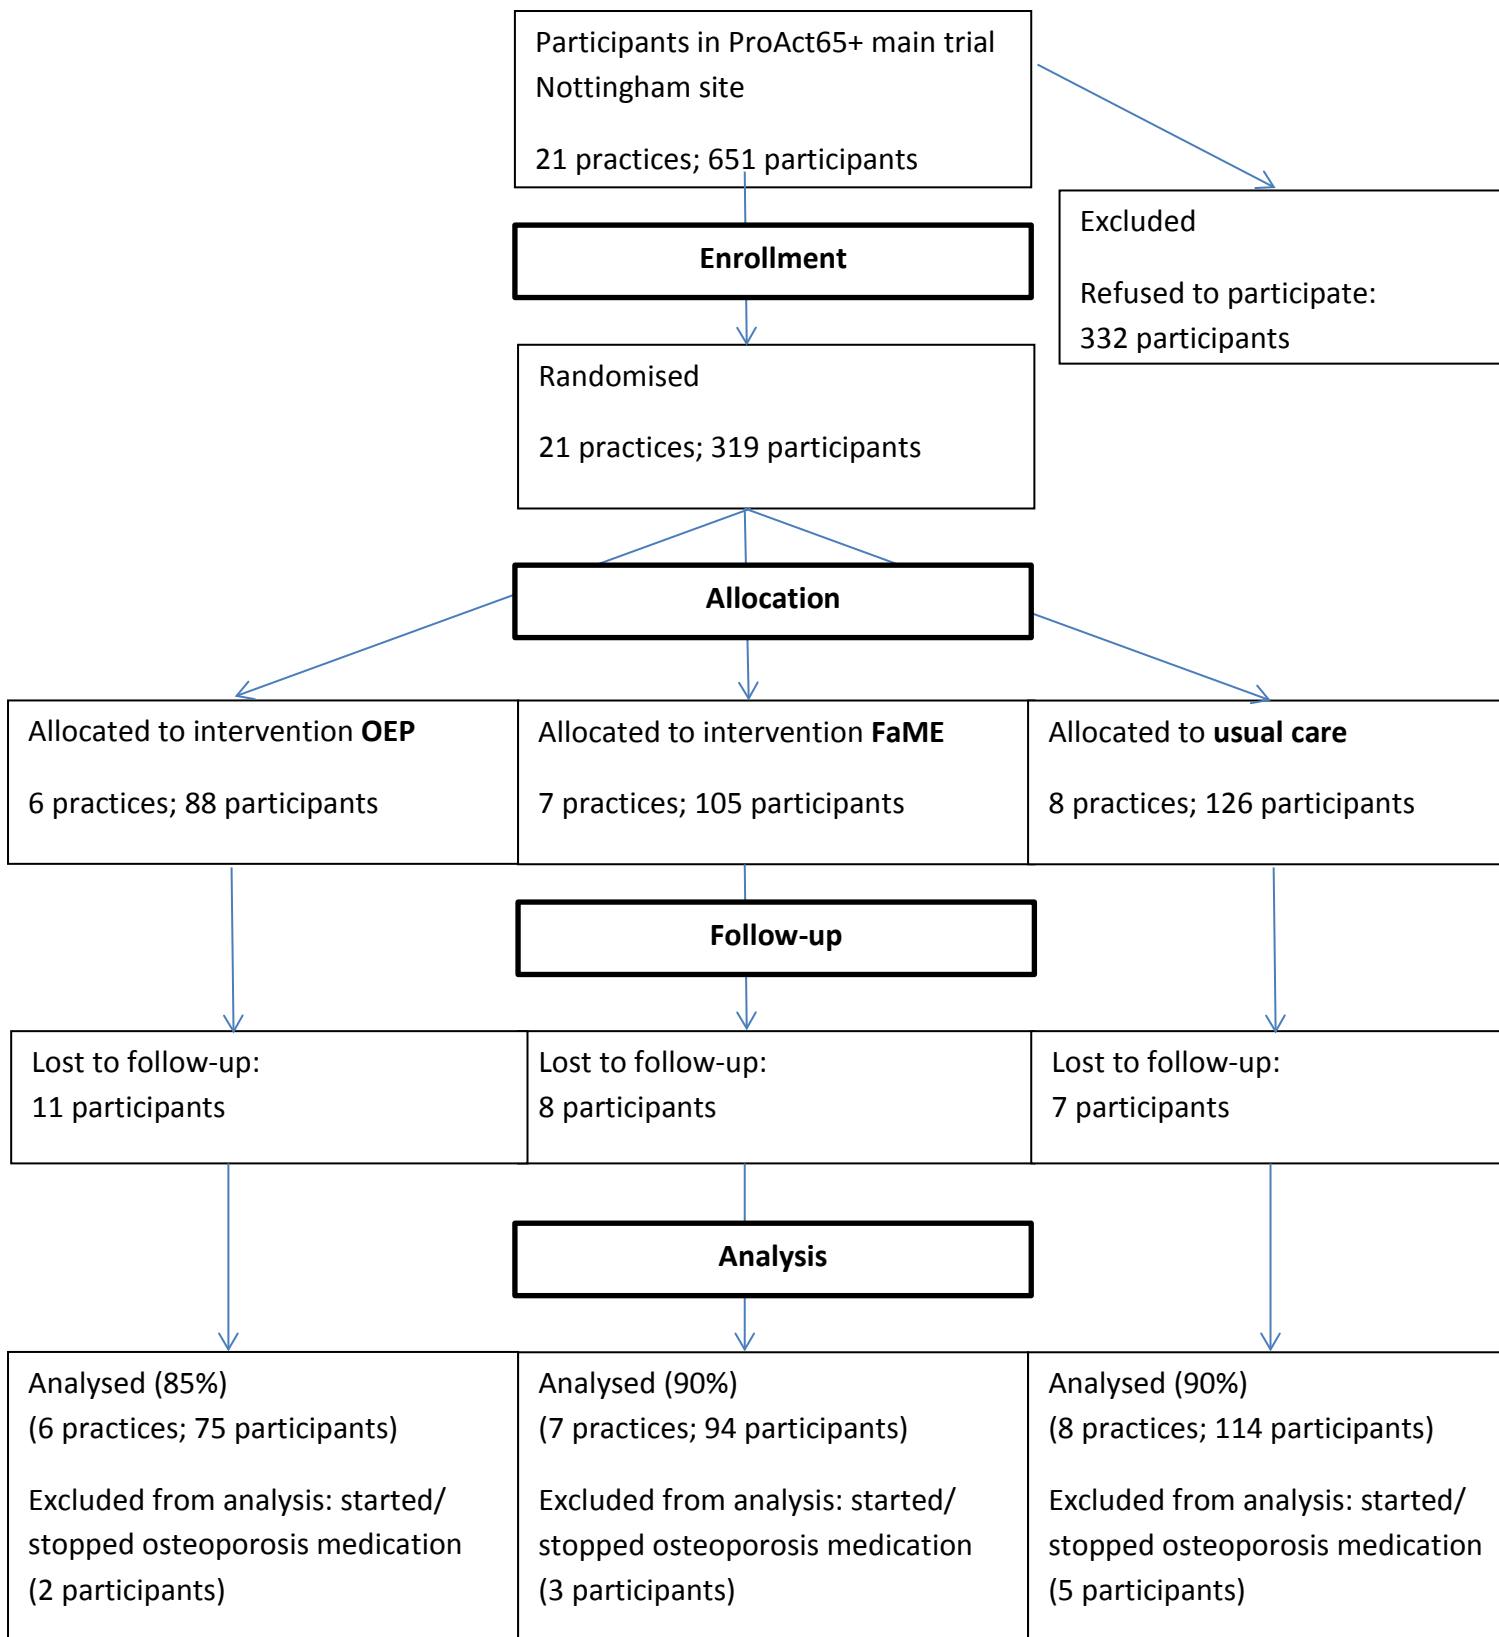 Participants in ProAct65+ main trial
Nottingham site
21 practices; 651 participants
Excluded
Refused to participate:
332 participants
Enrollment
Randomised
21 practices; 319 participants
Allocation
Allocated to intervention OEP
6 practices; 88 participants
Allocated to intervention FaME
7 practices; 105 participants
Allocated to usual care
8 practices; 126 participants
Follow-up
Lost to follow-up:
11 participants
Lost to follow-up:
8 participants
Lost to follow-up:
7 participants
Analysis
Analysed (85%)
(6 practices; 75 participants)
Excluded from analysis: started/
stopped osteoporosis medication
(2 participants)
Analysed (90%)
(7 practices; 94 participants)
Excluded from analysis: started/
stopped osteoporosis medication
(3 participants)
Analysed (90%)
(8 practices; 114 participants)
Excluded from analysis: started/
stopped osteoporosis medication
(5 participants)